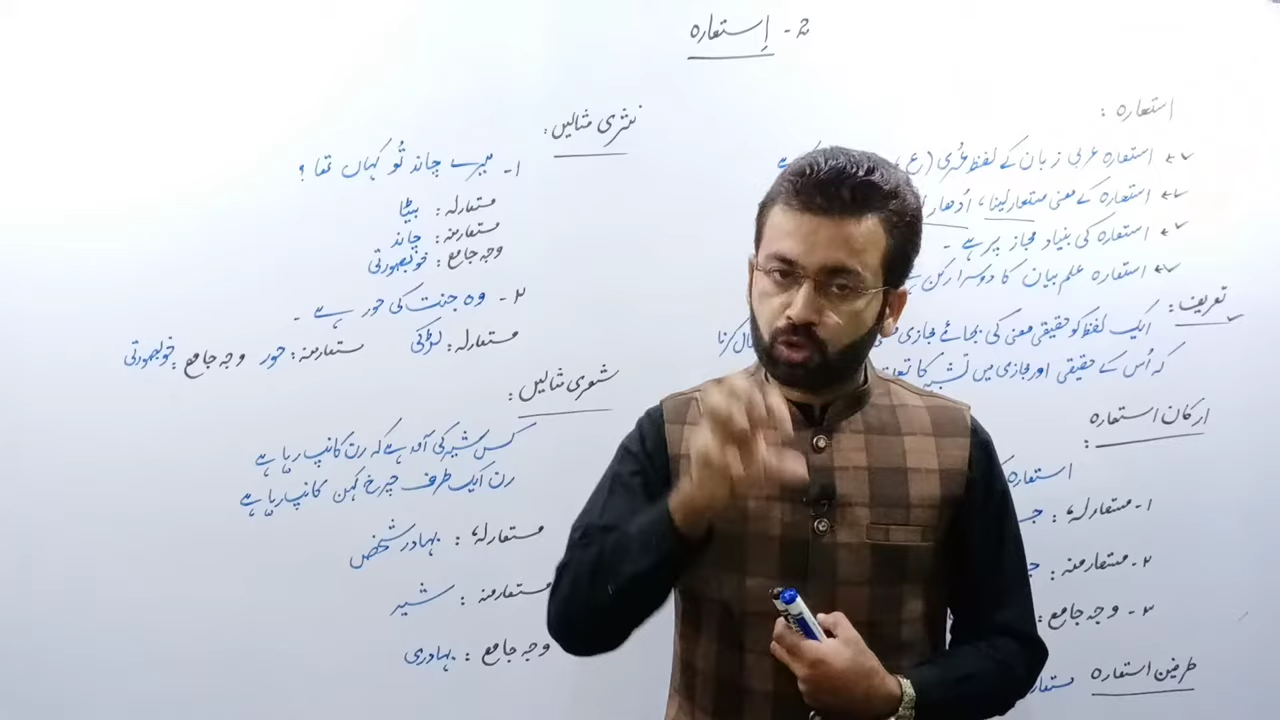 2- اِستعارہ
استعارہ :
استعارہ عربی زبان کے لفظ
استعارہ کے معنی مستعار لینا، اُدھار
استعارہ کی بنیاد مجاز پر ہے ۔
استعارہ علم بیان کا دوسرا رکن ہے
تعریف :
ایک لفظ کو حقیقی معنی کی بجائے مجازی
کہ اُس کے حقیقی اور مجازی میں تشبیہ کا تعلق
ارکان استعارہ :
استعارہ
۱- مستعار لہٗ :
۲- مستعار منہ :
۳- وجہ جامع :
طرفین استعارہ مستعار
نثری مثالیں :
۱- میرے چاند تُو کہاں تھا ؟
مستعار لہ : بیٹا
مستعار منہ : چاند
وجہ جامع : خوبصورتی
۲- وہ جنت کی حور ہے ۔
مستعار لہ : لڑکی مستعار منہ : حور وجہ جامع : خوبصورتی
شعری مثالیں :
کس شیر کی آمد ہے کہ رن کانپ رہا ہے
رن ایک طرف چرخِ کہن کانپ رہا ہے
مستعار لہٗ : بہادر شخص
مستعار منہ : شیر
وجہ جامع : بہادری